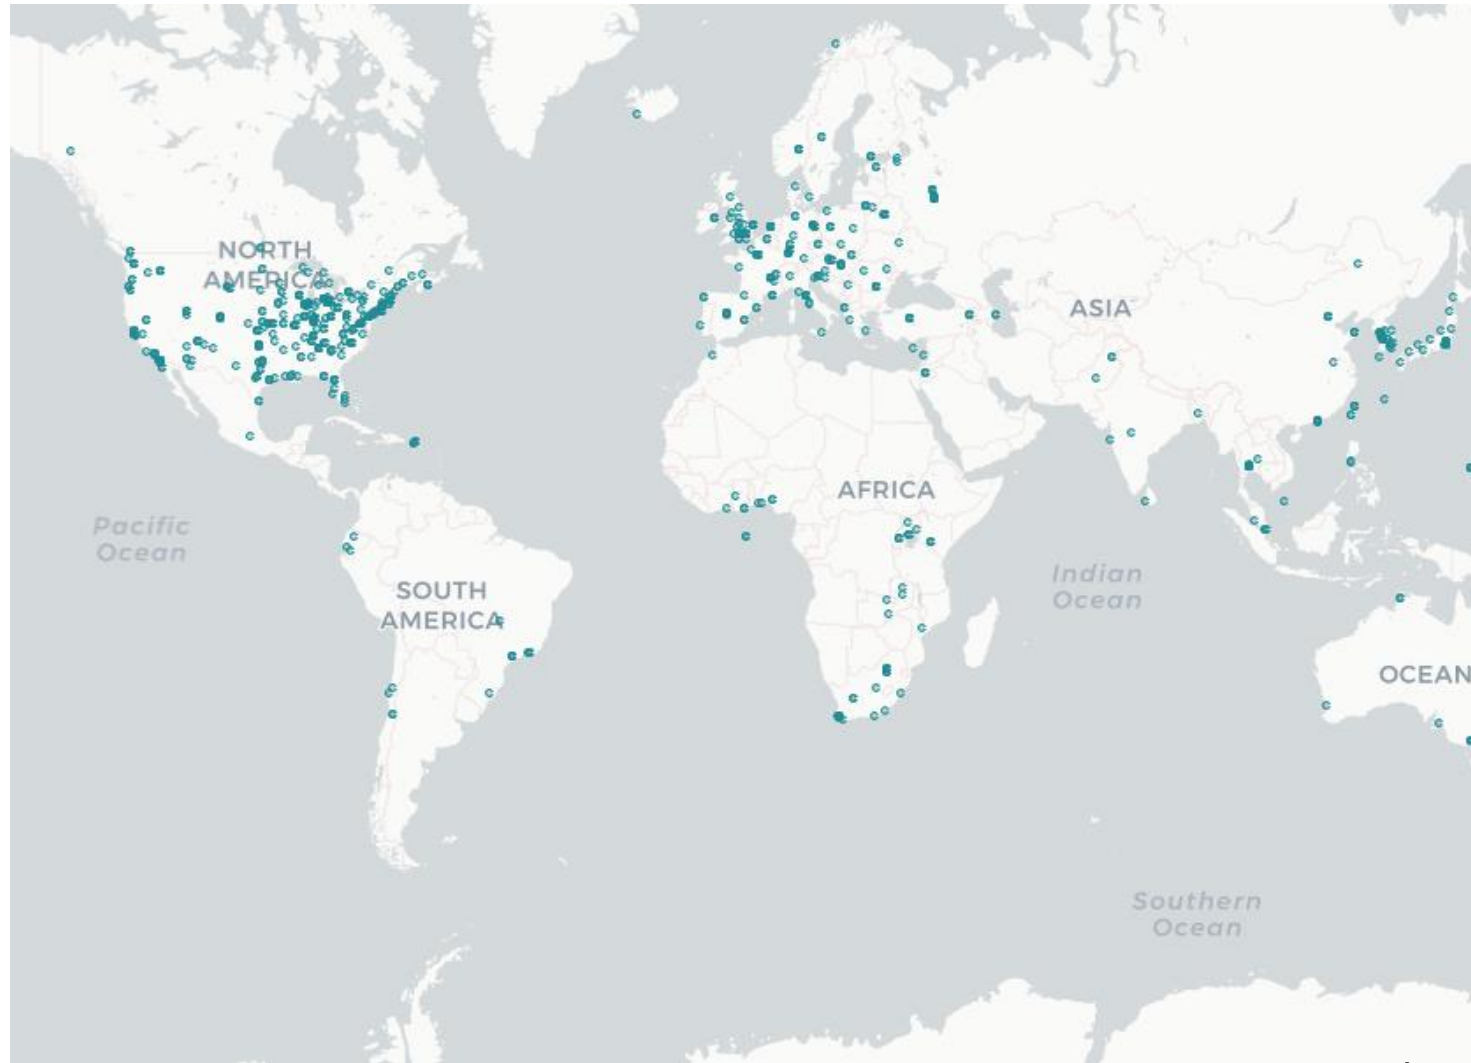 NORTH
AMERICA
ASIA
AFRICA
Pacific
Ocean
SOUTH
AMERICA
Indian
Ocean
OCEAN
Southern
Ocean